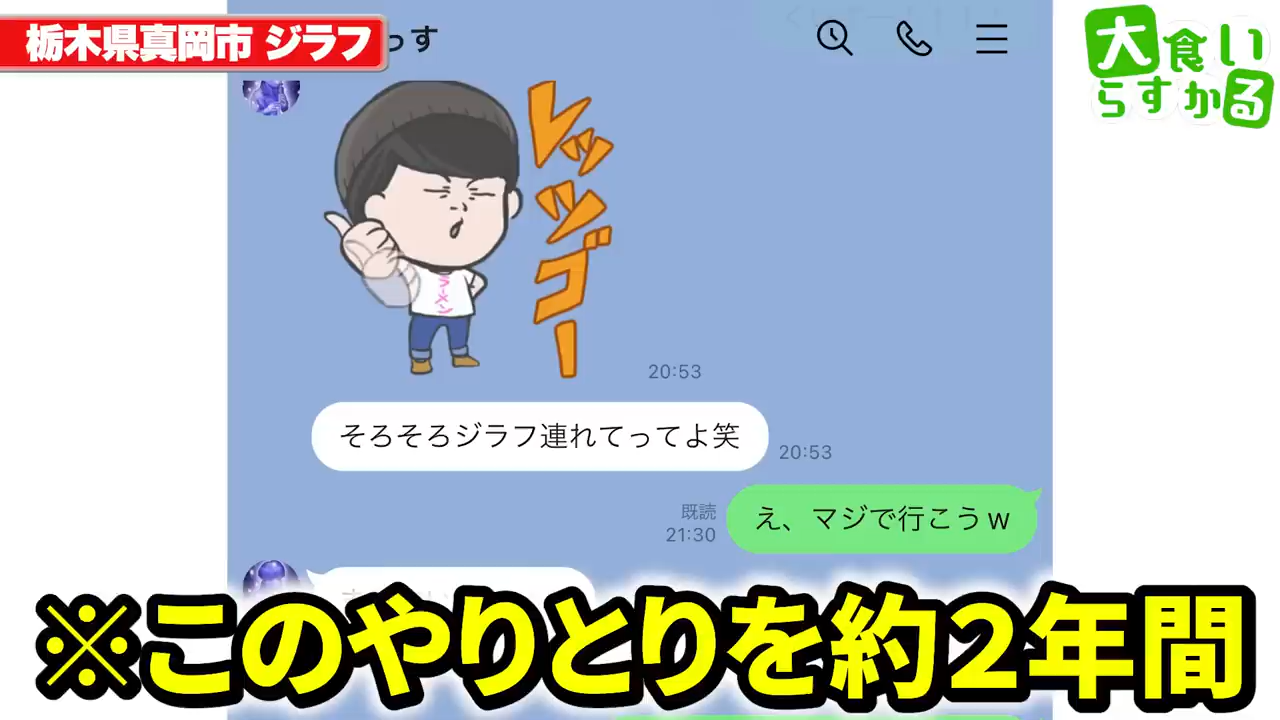 栃木県真岡市 ジラフ
っす
大食い
らすかる
レッツゴー
ラーメン
20:53
そろそろジラフ連れてってよ笑
20:53
え、マジで行こうｗ
既読
21:30
※このやりとりを約2年間